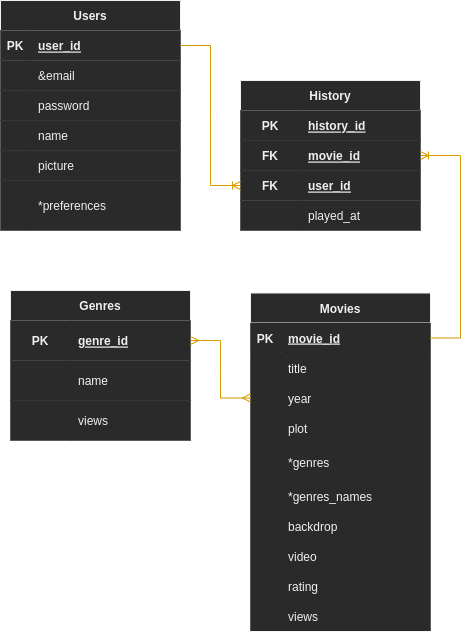 Users
PK user_id
&email
password
name
picture
*preferences
History
PK history_id
FK movie_id
FK user_id
played_at
Genres
PK genre_id
name
views
Movies
PK movie_id
title
year
plot
*genres
*genres_names
backdrop
video
rating
views